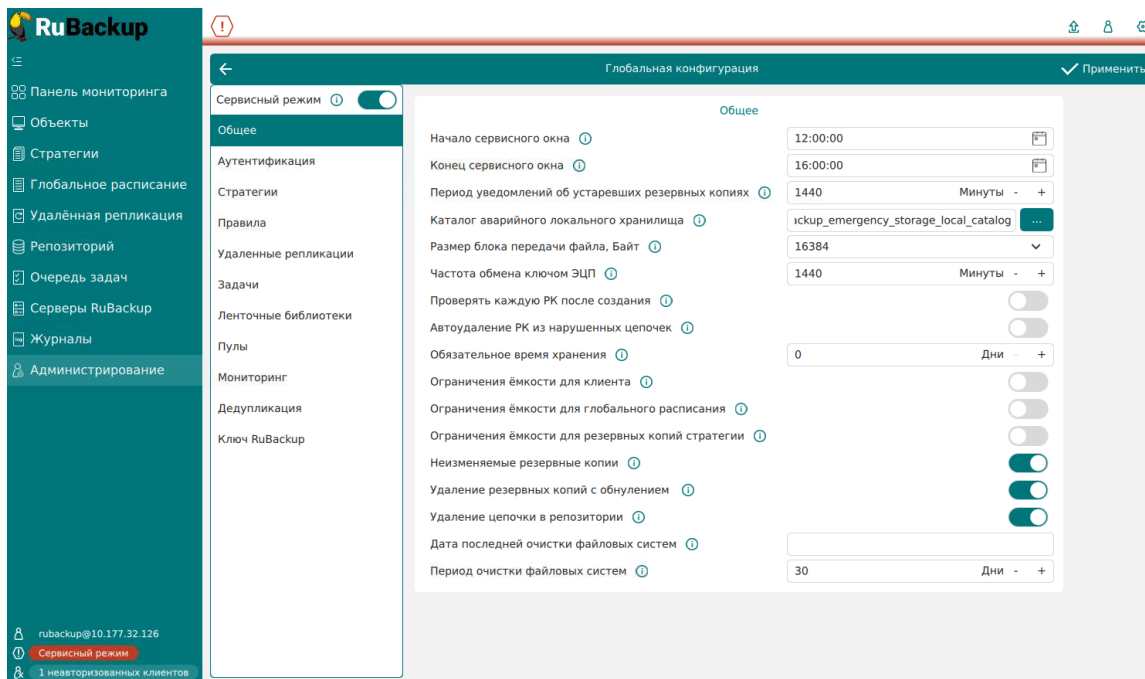 RuBackup
Глобальная конфигурация
Применить
Панель мониторинга
Объекты
Стратегии
Глобальное расписание
Удалённая репликация
Репозиторий
Очередь задач
Серверы RuBackup
Журналы
Администрирование
rubackup@10.177.32.126
Сервисный режим
1 неавторизованных клиентов
Сервисный режим
Общее
Аутентификация
Стратегии
Правила
Удаленные репликации
Задачи
Ленточные библиотеки
Пулы
Мониторинг
Дедупликация
Ключ RuBackup
Общее
Начало сервисного окна 12:00:00
Конец сервисного окна 16:00:00
Период уведомлений об устаревших резервных копиях 1440 Минуты - +
Каталог аварийного локального хранилища ackup_emergency_storage_local_catalog ...
Размер блока передачи файла, Байт 16384
Частота обмена ключом ЭЦП 1440 Минуты - +
Проверять каждую РК после создания
Автоудаление РК из нарушенных цепочек
Обязательное время хранения 0 Дни - +
Ограничения ёмкости для клиента
Ограничения ёмкости для глобального расписания
Ограничения ёмкости для резервных копий стратегии
Неизменяемые резервные копии
Удаление резервных копий с обнулением
Удаление цепочки в репозитории
Дата последней очистки файловых систем
Период очистки файловых систем 30 Дни - +